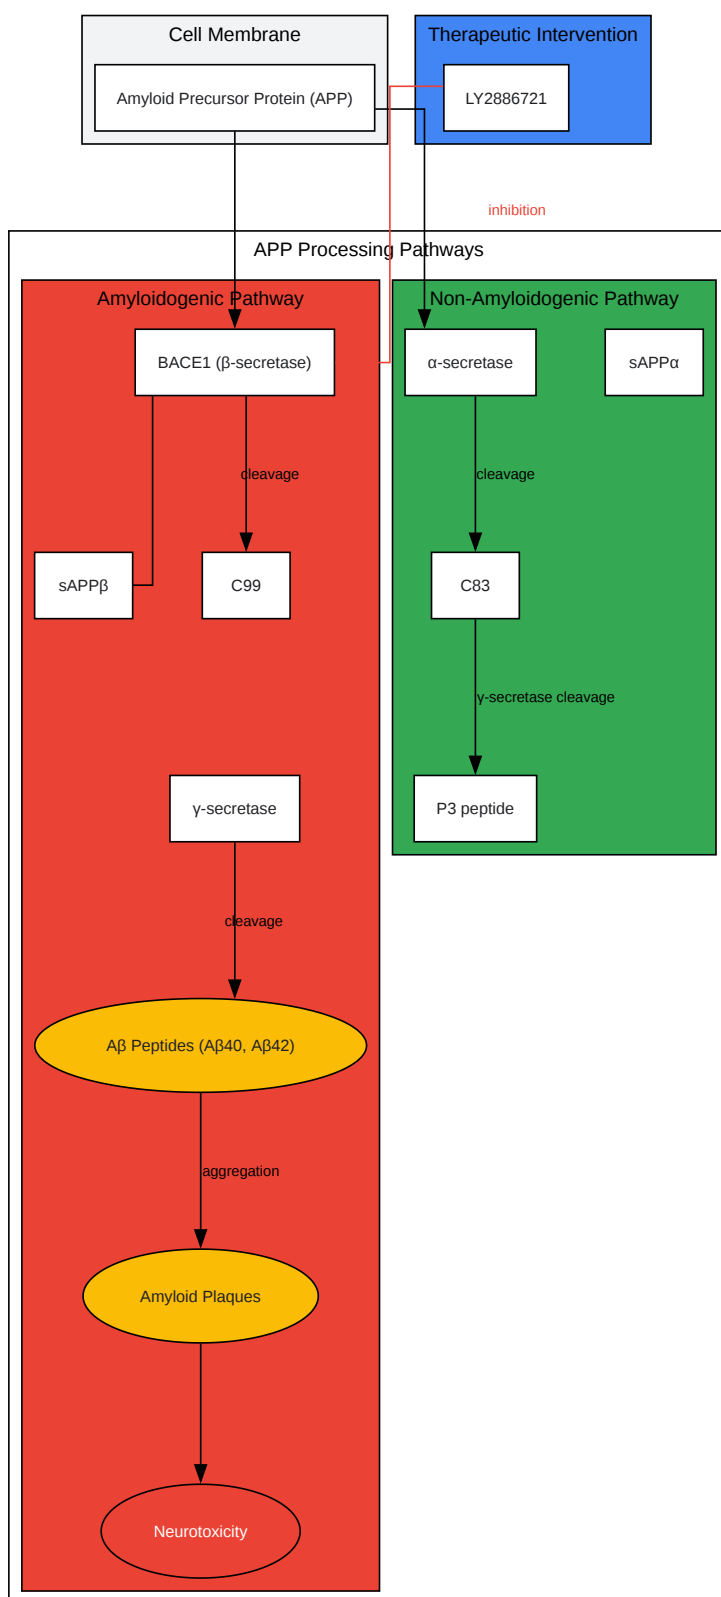 Cell Membrane
Therapeutic Intervention
Amyloid Precursor Protein (APP)
LY2886721
inhibition
APP Processing Pathways
Amyloidogenic Pathway
Non-Amyloidogenic Pathway
BACE1 (β-secretase)
α-secretase
sAPPα
cleavage
cleavage
sAPPβ
C99
C83
γ-secretase cleavage
γ-secretase
P3 peptide
cleavage
Aβ Peptides (Aβ40, Aβ42)
aggregation
Amyloid Plaques
Neurotoxicity